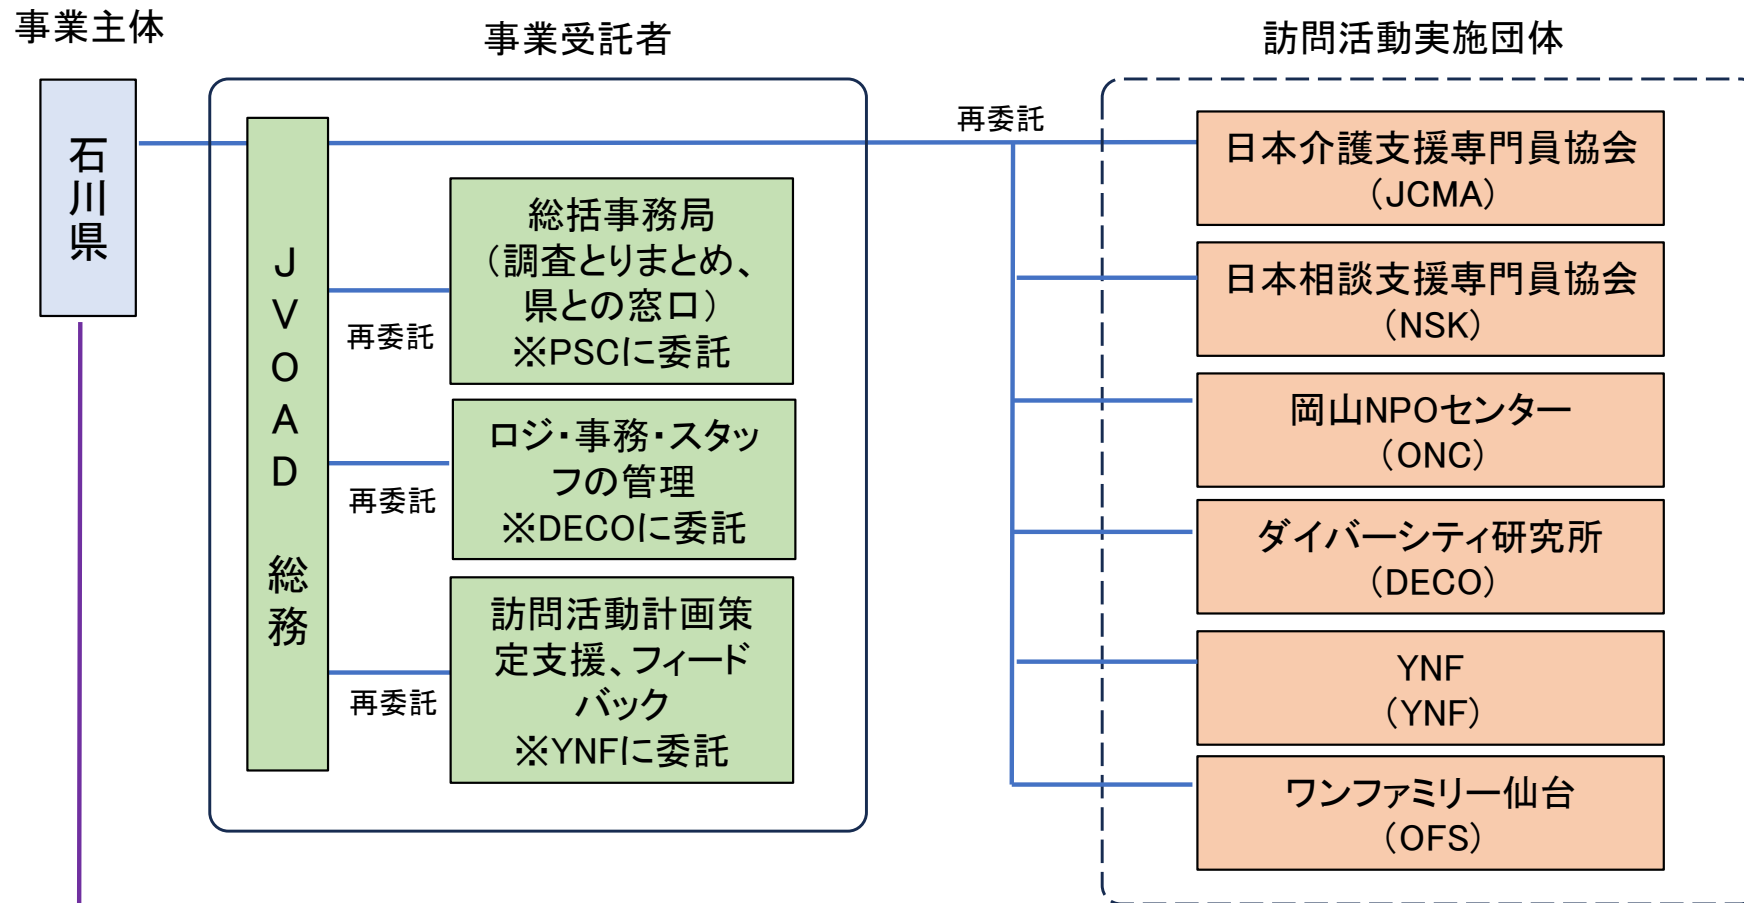 事業主体
事業受託者
訪問活動実施団体
石川県
JVOAD 総務
総括事務局
（調査とりまとめ、
県との窓口）
※PSCに委託
再委託
ロジ・事務・スタッ
フの管理
※DECOに委託
再委託
訪問活動計画策
定支援、フィード
バック
※YNFに委託
再委託
再委託
日本介護支援専門員協会
（JCMA）
日本相談支援専門員協会
（NSK）
岡山NPOセンター
（ONC）
ダイバーシティ研究所
（DECO）
YNF
（YNF）
ワンファミリー仙台
（OFS）